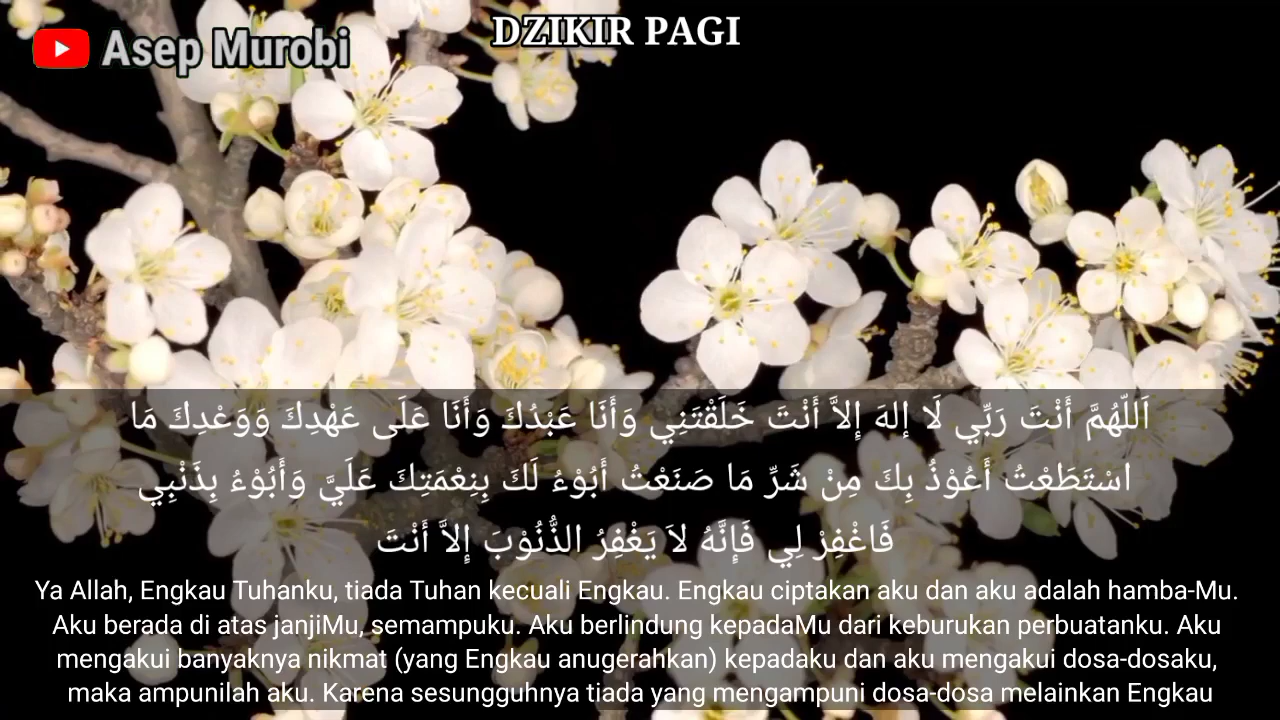 DZIKIR PAGI
Asep Murobi
اَللّهُمَّ أَنْتَ رَبِّي لَا إلهَ إلاَّ أَنْتَ خَلَقْتَنِي وَأَنَا عَبْدُكَ وَأَنَا عَلَى عَهْدِكَ وَوَعْدِكَ مَا
اسْتَطَعْتُ أَعُوْذُ بِكَ مِنْ شَرِّ مَا صَنَعْتُ أَبُوْءُ لَكَ بِنِعْمَتِكَ عَلَيَّ وَأَبُوْءُ بِذَنْبِي
فَاغْفِرْ لِي فَإِنَّهُ لاَ يَغْفِرُ الذُّنُوْبَ إِلاَّ أَنْتَ
Ya Allah, Engkau Tuhanku, tiada Tuhan kecuali Engkau. Engkau ciptakan aku dan aku adalah hamba-Mu.
Aku berada di atas janjiMu, semampuku. Aku berlindung kepadaMu dari keburukan perbuatanku. Aku
mengakui banyaknya nikmat (yang Engkau anugerahkan) kepadaku dan aku mengakui dosa-dosaku,
maka ampunilah aku. Karena sesungguhnya tiada yang mengampuni dosa-dosa melainkan Engkau